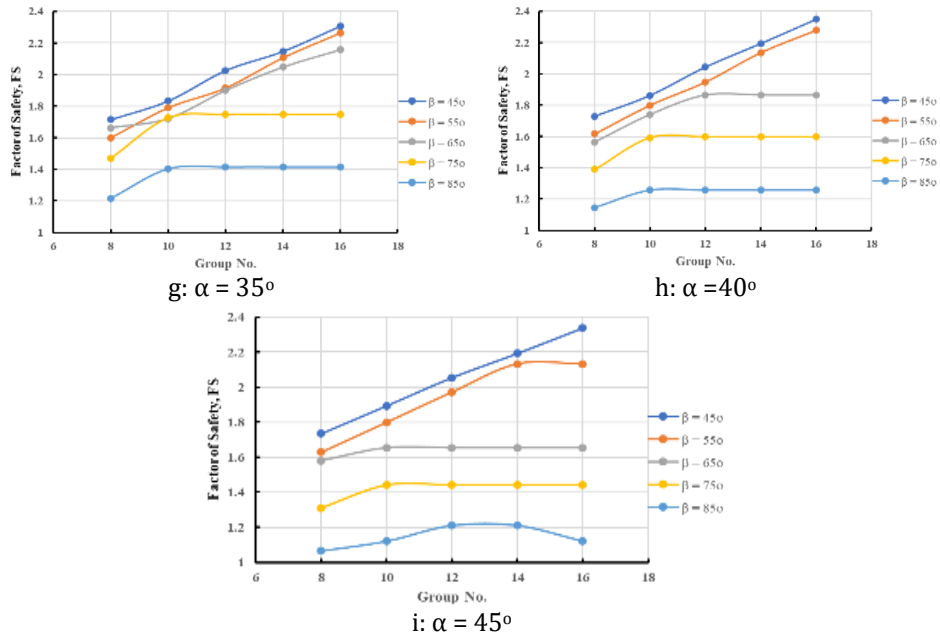 2.4
2.2
2
1.8
1.6
1.4
1.2
1
Factor of Safety, FS
6 8 10 12 14 16 18
Group No.
β = 45o
β = 55o
β = 65o
β = 75o
β = 85o
g: α = 35º
2.4
2.2
2
1.8
1.6
1.4
1.2
1
Factor of Safety, FS
6 8 10 12 14 16 18
Group No.
β = 45o
β = 55o
β = 65o
β = 75o
β = 85o
h: α =40º
2.4
2.2
2
1.8
1.6
1.4
1.2
1
Factor of Safety, FS
6 8 10 12 14 16 18
Group No.
β = 45o
β = 55o
β = 65o
β = 75o
β = 85o
i: α = 45º